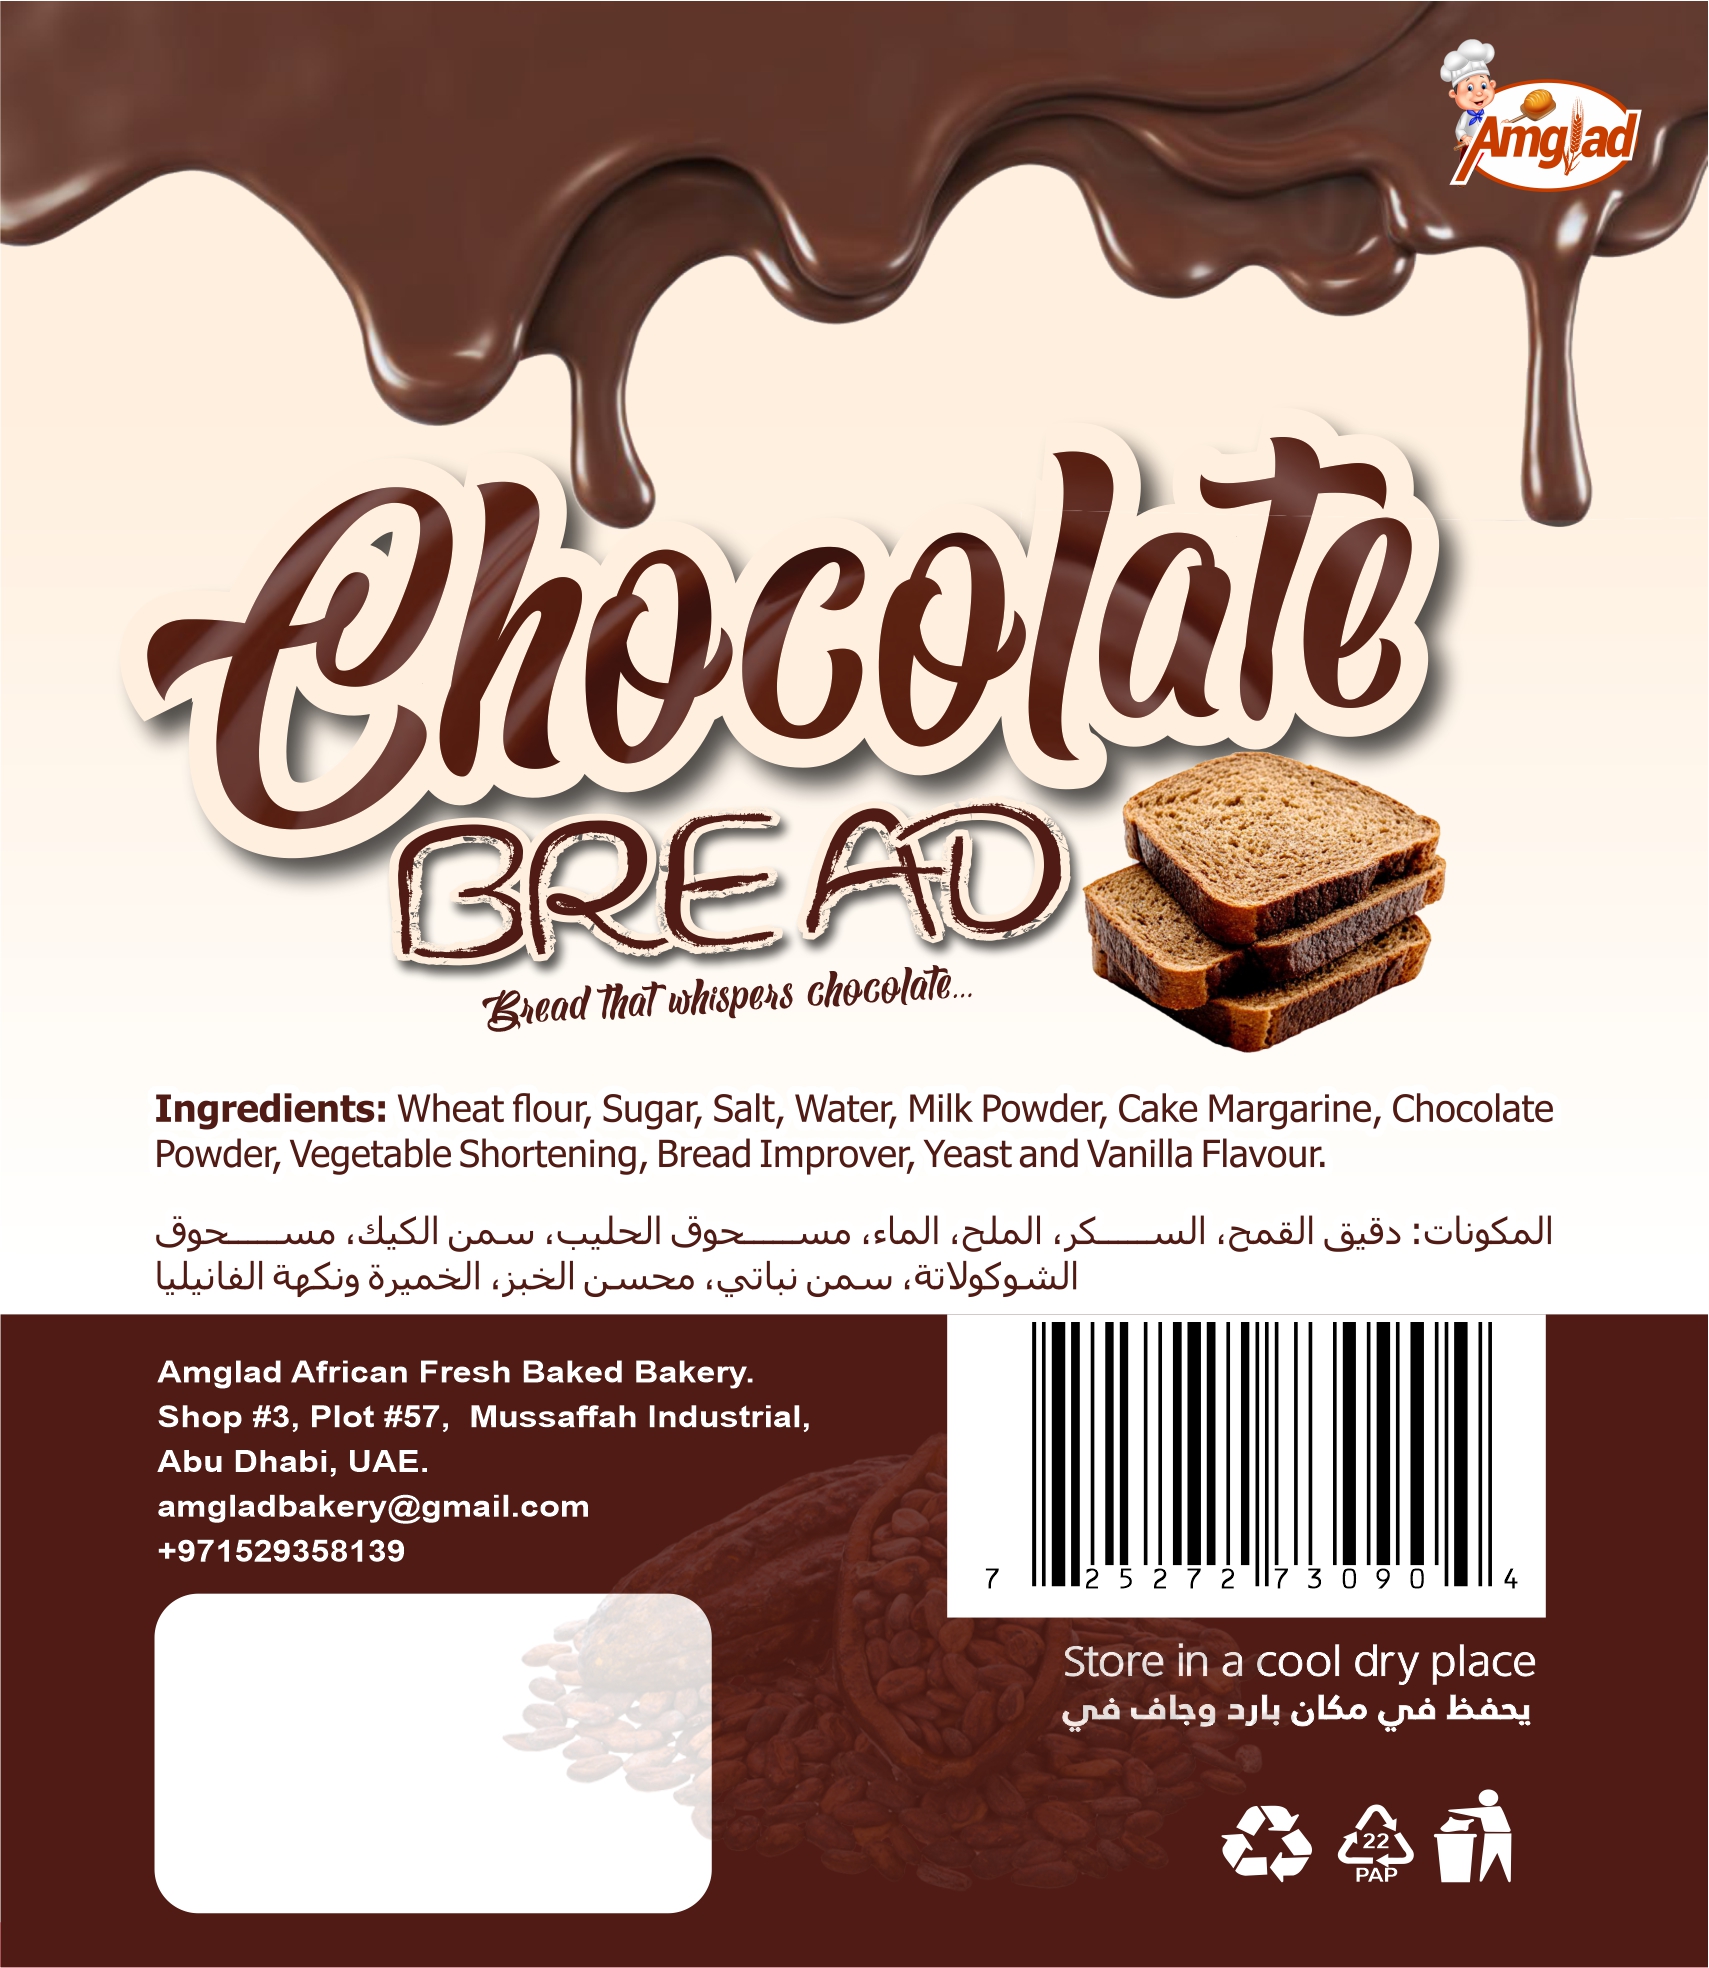 Amglad
Chocolate
BREAD
Bread that whispers chocolate...
Ingredients: Wheat flour, Sugar, Salt, Water, Milk Powder, Cake Margarine, Chocolate
Powder, Vegetable Shortening, Bread Improver, Yeast and Vanilla Flavour.
المكونات: دقيق القمح، الســـــكر، الملح، الماء، مســـــحوق الحليب، سمن الكيك، مســـــحوق
الشوكولاتة، سمن نباتي، محسن الخبز، الخميرة ونكهة الفانيليا
Amglad African Fresh Baked Bakery.
Shop #3, Plot #57, Mussaffah Industrial,
Abu Dhabi, UAE.
amgladbakery@gmail.com
+971529358139
7 25272 73090 4
Store in a cool dry place
يحفظ في مكان بارد وجاف في
22
PAP